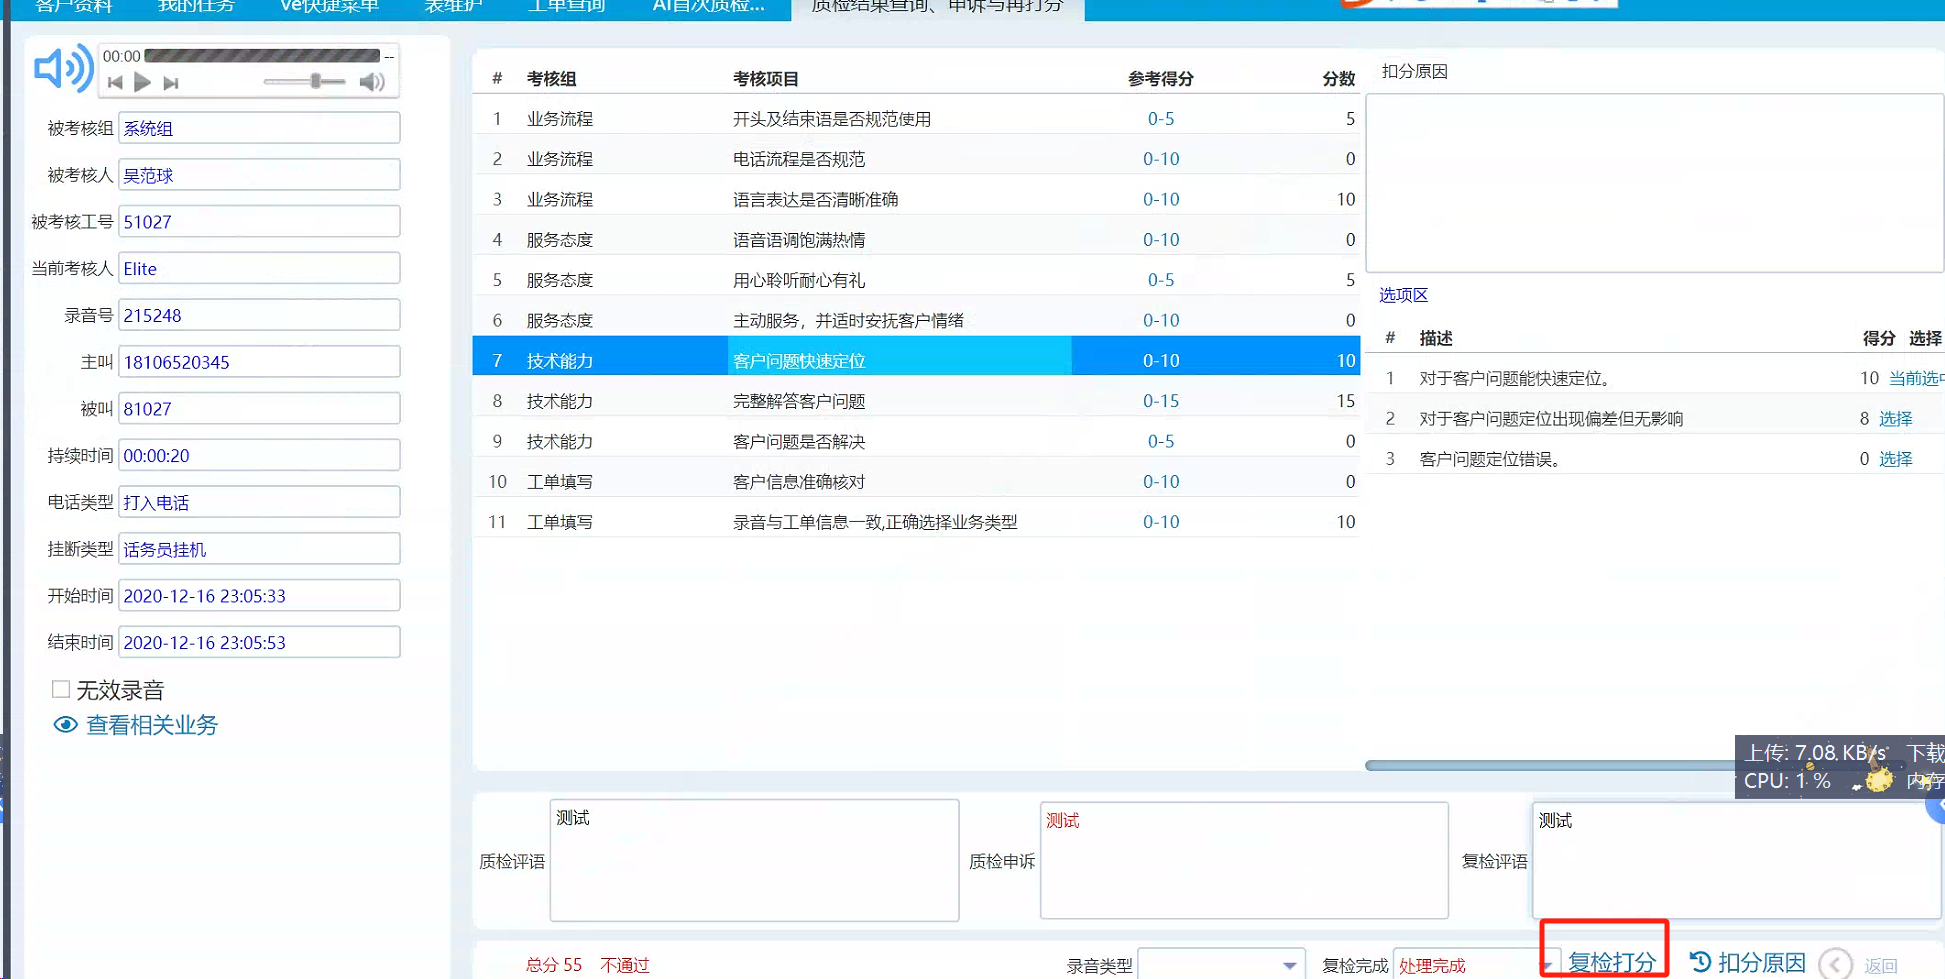 客户资料 我的任务 Ve快捷菜单 表维护 工单查询 AI首次质检... 质检结果查询、申诉与再打分
00:00 --
被考核组 系统组
被考核人 吴范球
被考核工号 51027
当前考核人 Elite
录音号 215248
主叫 18106520345
被叫 81027
持续时间 00:00:20
电话类型 打入电话
挂断类型 话务员挂机
开始时间 2020-12-16 23:05:33
结束时间 2020-12-16 23:05:53
无效录音
查看相关业务
# 考核组 考核项目 参考得分 分数
1 业务流程 开头及结束语是否规范使用 0-5 5
2 业务流程 电话流程是否规范 0-10 0
3 业务流程 语言表达是否清晰准确 0-10 10
4 服务态度 语音语调饱满热情 0-10 0
5 服务态度 用心聆听耐心有礼 0-5 5
6 服务态度 主动服务，并适时安抚客户情绪 0-10 0
7 技术能力 客户问题快速定位 0-10 10
8 技术能力 完整解答客户问题 0-15 15
9 技术能力 客户问题是否解决 0-5 0
10 工单填写 客户信息准确核对 0-10 0
11 工单填写 录音与工单信息一致,正确选择业务类型 0-10 10
扣分原因
选项区
# 描述 得分 选择
1 对于客户问题能快速定位。 10 当前选中
2 对于客户问题定位出现偏差但无影响 8 选择
3 客户问题定位错误。 0 选择
上传: 7.08 KB/s 下载
CPU: 1 % 内存
质检评语 测试
质检申诉 测试
复检评语 测试
总分 55 不通过 录音类型 复检完成 处理完成 复检打分 扣分原因 返回